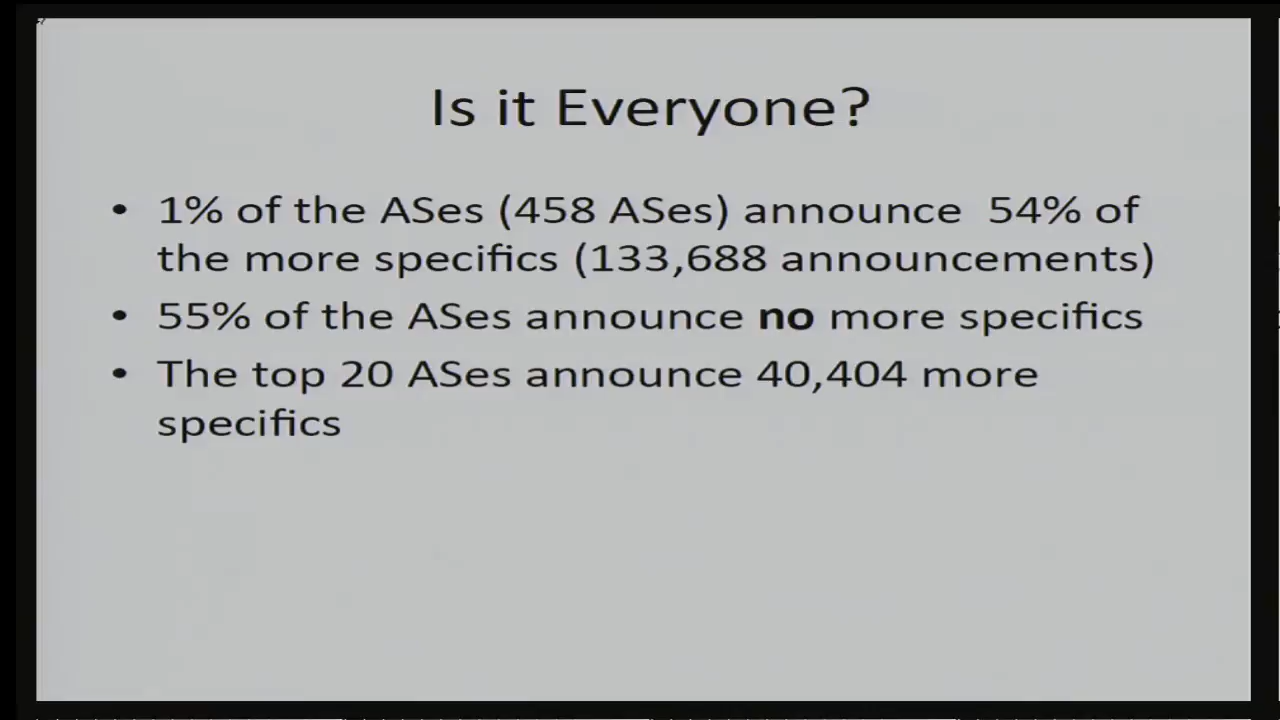 Is it Everyone?
• 1% of the ASes (458 ASes) announce  54% of
the more specifics (133,688 announcements)
• 55% of the ASes announce no more specifics
• The top 20 ASes announce 40,404 more
specifics